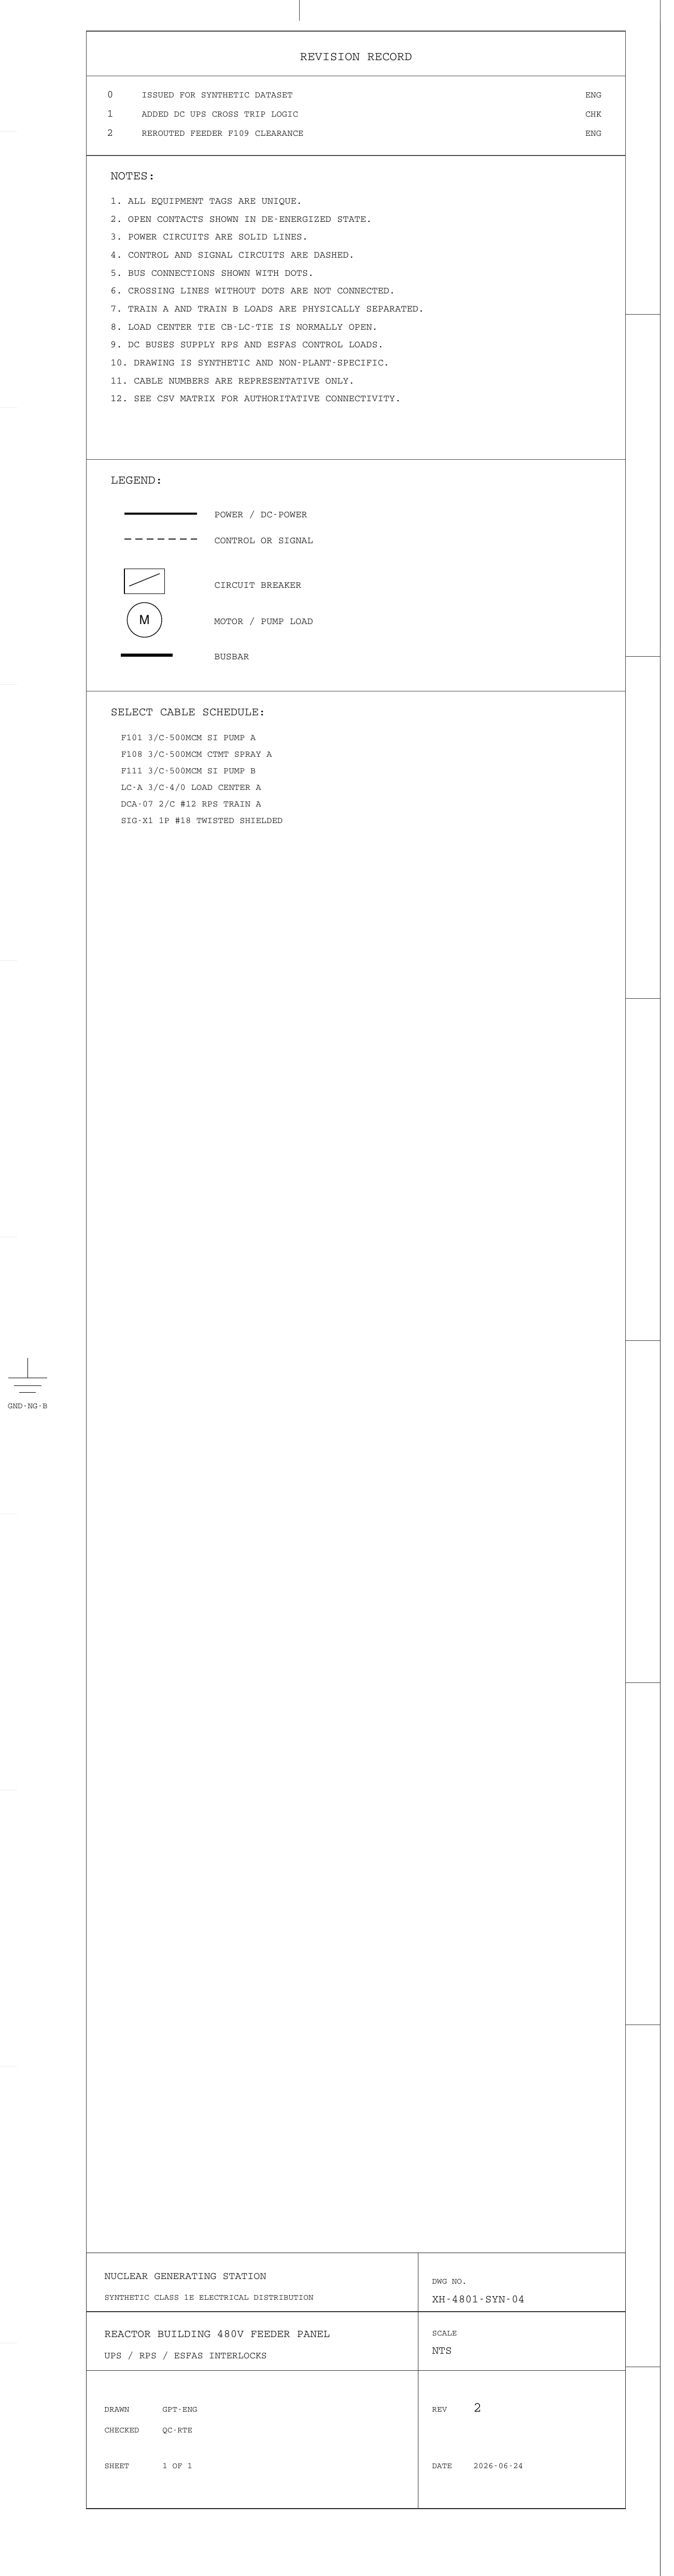 REVISION RECORD
0 ISSUED FOR SYNTHETIC DATASET ENG
1 ADDED DC UPS CROSS TRIP LOGIC CHK
2 REROUTED FEEDER F109 CLEARANCE ENG
NOTES:
1. ALL EQUIPMENT TAGS ARE UNIQUE.
2. OPEN CONTACTS SHOWN IN DE-ENERGIZED STATE.
3. POWER CIRCUITS ARE SOLID LINES.
4. CONTROL AND SIGNAL CIRCUITS ARE DASHED.
5. BUS CONNECTIONS SHOWN WITH DOTS.
6. CROSSING LINES WITHOUT DOTS ARE NOT CONNECTED.
7. TRAIN A AND TRAIN B LOADS ARE PHYSICALLY SEPARATED.
8. LOAD CENTER TIE CB-LC-TIE IS NORMALLY OPEN.
9. DC BUSES SUPPLY RPS AND ESFAS CONTROL LOADS.
10. DRAWING IS SYNTHETIC AND NON-PLANT-SPECIFIC.
11. CABLE NUMBERS ARE REPRESENTATIVE ONLY.
12. SEE CSV MATRIX FOR AUTHORITATIVE CONNECTIVITY.
LEGEND:
POWER / DC-POWER
CONTROL OR SIGNAL
CIRCUIT BREAKER
M MOTOR / PUMP LOAD
BUSBAR
SELECT CABLE SCHEDULE:
F101 3/C-500MCM SI PUMP A
F108 3/C-500MCM CTMT SPRAY A
F111 3/C-500MCM SI PUMP B
LC-A 3/C-4/0 LOAD CENTER A
DCA-07 2/C #12 RPS TRAIN A
SIG-X1 1P #18 TWISTED SHIELDED
GND-NG-B
NUCLEAR GENERATING STATION
SYNTHETIC CLASS 1E ELECTRICAL DISTRIBUTION
DWG NO.
XH-4801-SYN-04
REACTOR BUILDING 480V FEEDER PANEL
UPS / RPS / ESFAS INTERLOCKS
SCALE
NTS
DRAWN GPT-ENG
CHECKED QC-RTE
SHEET 1 OF 1
REV 2
DATE 2026-06-24